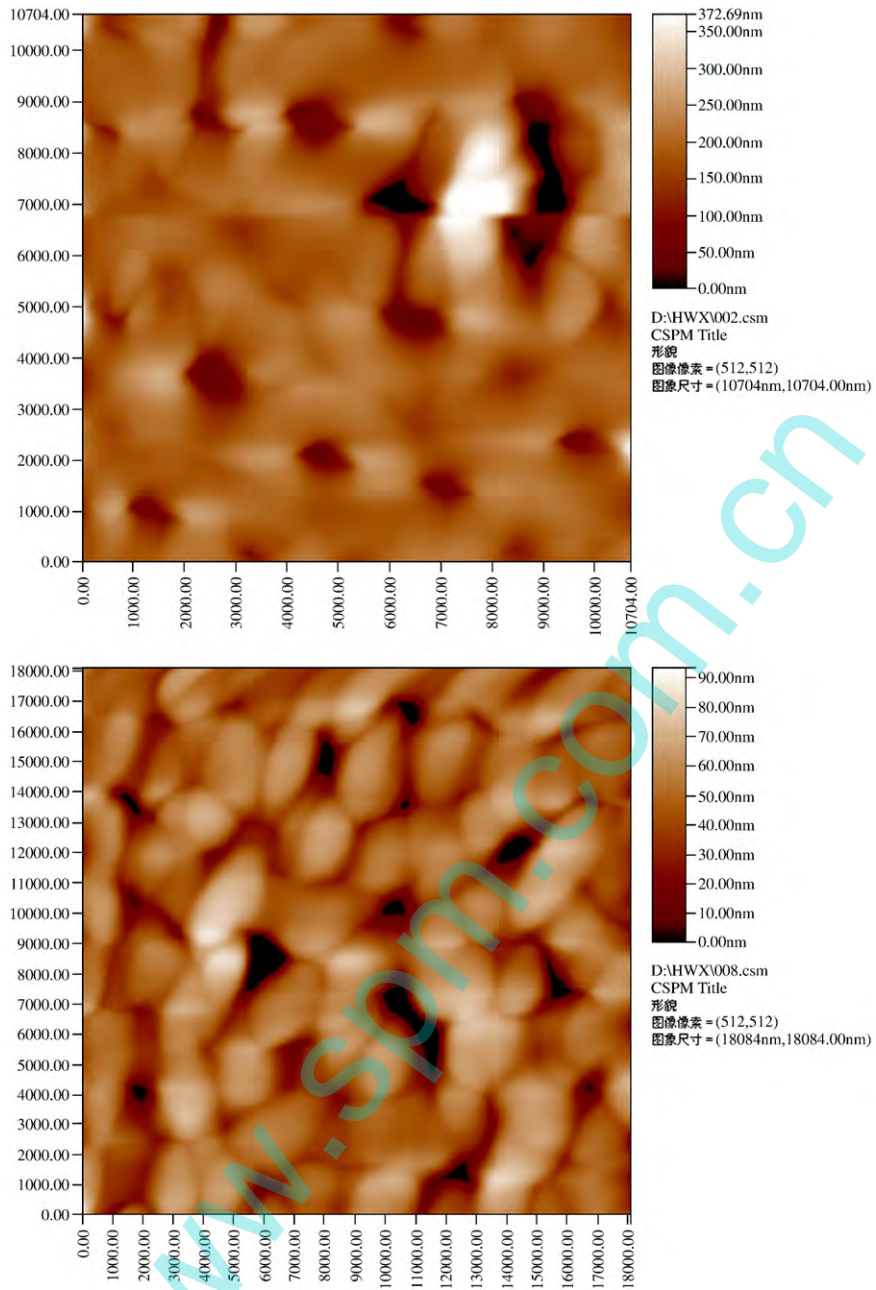 10704.00
10000.00
9000.00
8000.00
7000.00
6000.00
5000.00
4000.00
3000.00
2000.00
1000.00
0.00
0.00
1000.00
2000.00
3000.00
4000.00
5000.00
6000.00
7000.00
8000.00
9000.00
10000.00
10704.00
372.69nm
350.00nm
300.00nm
250.00nm
200.00nm
150.00nm
100.00nm
50.00nm
0.00nm
D:\HWX\002.csm
CSPM Title
形貌
图像像素 = (512,512)
图象尺寸 = (10704nm,10704.00nm)
18000.00
17000.00
16000.00
15000.00
14000.00
13000.00
12000.00
11000.00
10000.00
9000.00
8000.00
7000.00
6000.00
5000.00
4000.00
3000.00
2000.00
1000.00
0.00
0.00
1000.00
2000.00
3000.00
4000.00
5000.00
6000.00
7000.00
8000.00
9000.00
10000.00
11000.00
12000.00
13000.00
14000.00
15000.00
16000.00
17000.00
18000.00
90.00nm
80.00nm
70.00nm
60.00nm
50.00nm
40.00nm
30.00nm
20.00nm
10.00nm
0.00nm
D:\HWX\008.csm
CSPM Title
形貌
图像像素 = (512,512)
图象尺寸 = (18084nm,18084.00nm)
www.spm.com.cn